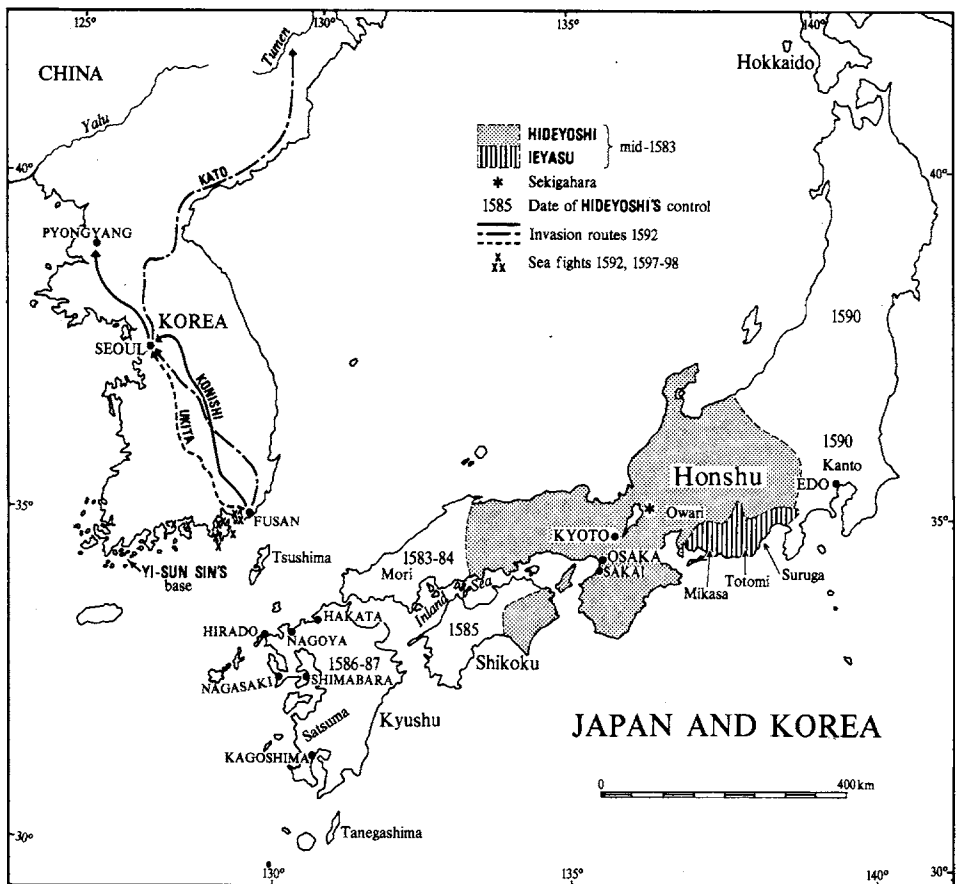 125°
130°
135°
140°
CHINA
Tumen
Hokkaido
Yalu
HIDEYOSHI
IEYASU
mid-1583
Sekigahara
1585 Date of HIDEYOSHI'S control
Invasion routes 1592
Sea fights 1592, 1597-98
40°
40°
KATO
PYONGYANG
KOREA
SEOUL
KONISHI
UKITA
1590
1590
Kanto
EDO
Honshu
Owari
35°
35°
FUSAN
KYOTO
OSAKA
SAKAI
Mikasa
Totomi
Suruga
Tsushima
YI-SUN SIN'S
base
1583-84
Mori
Inland Sea
1585
Shikoku
HAKATA
HIRADO
NAGOYA
1586-87
NAGASAKI
SHIMABARA
Satsuma
Kyushu
KAGOSHIMA
JAPAN AND KOREA
0
400 km
Tanegashima
30°
30°
130°
135°
140°